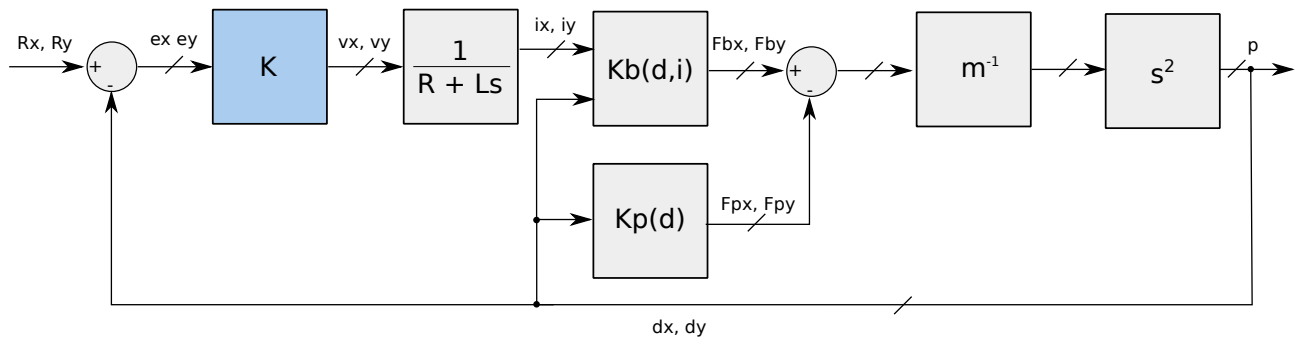 Rx, Ry
+
-
ex ey
K
vx, vy
1
R + Ls
ix, iy
Kb(d,i)
Fbx, Fby
+
-
m⁻¹
s²
p
Kp(d)
Fpx, Fpy
dx, dy